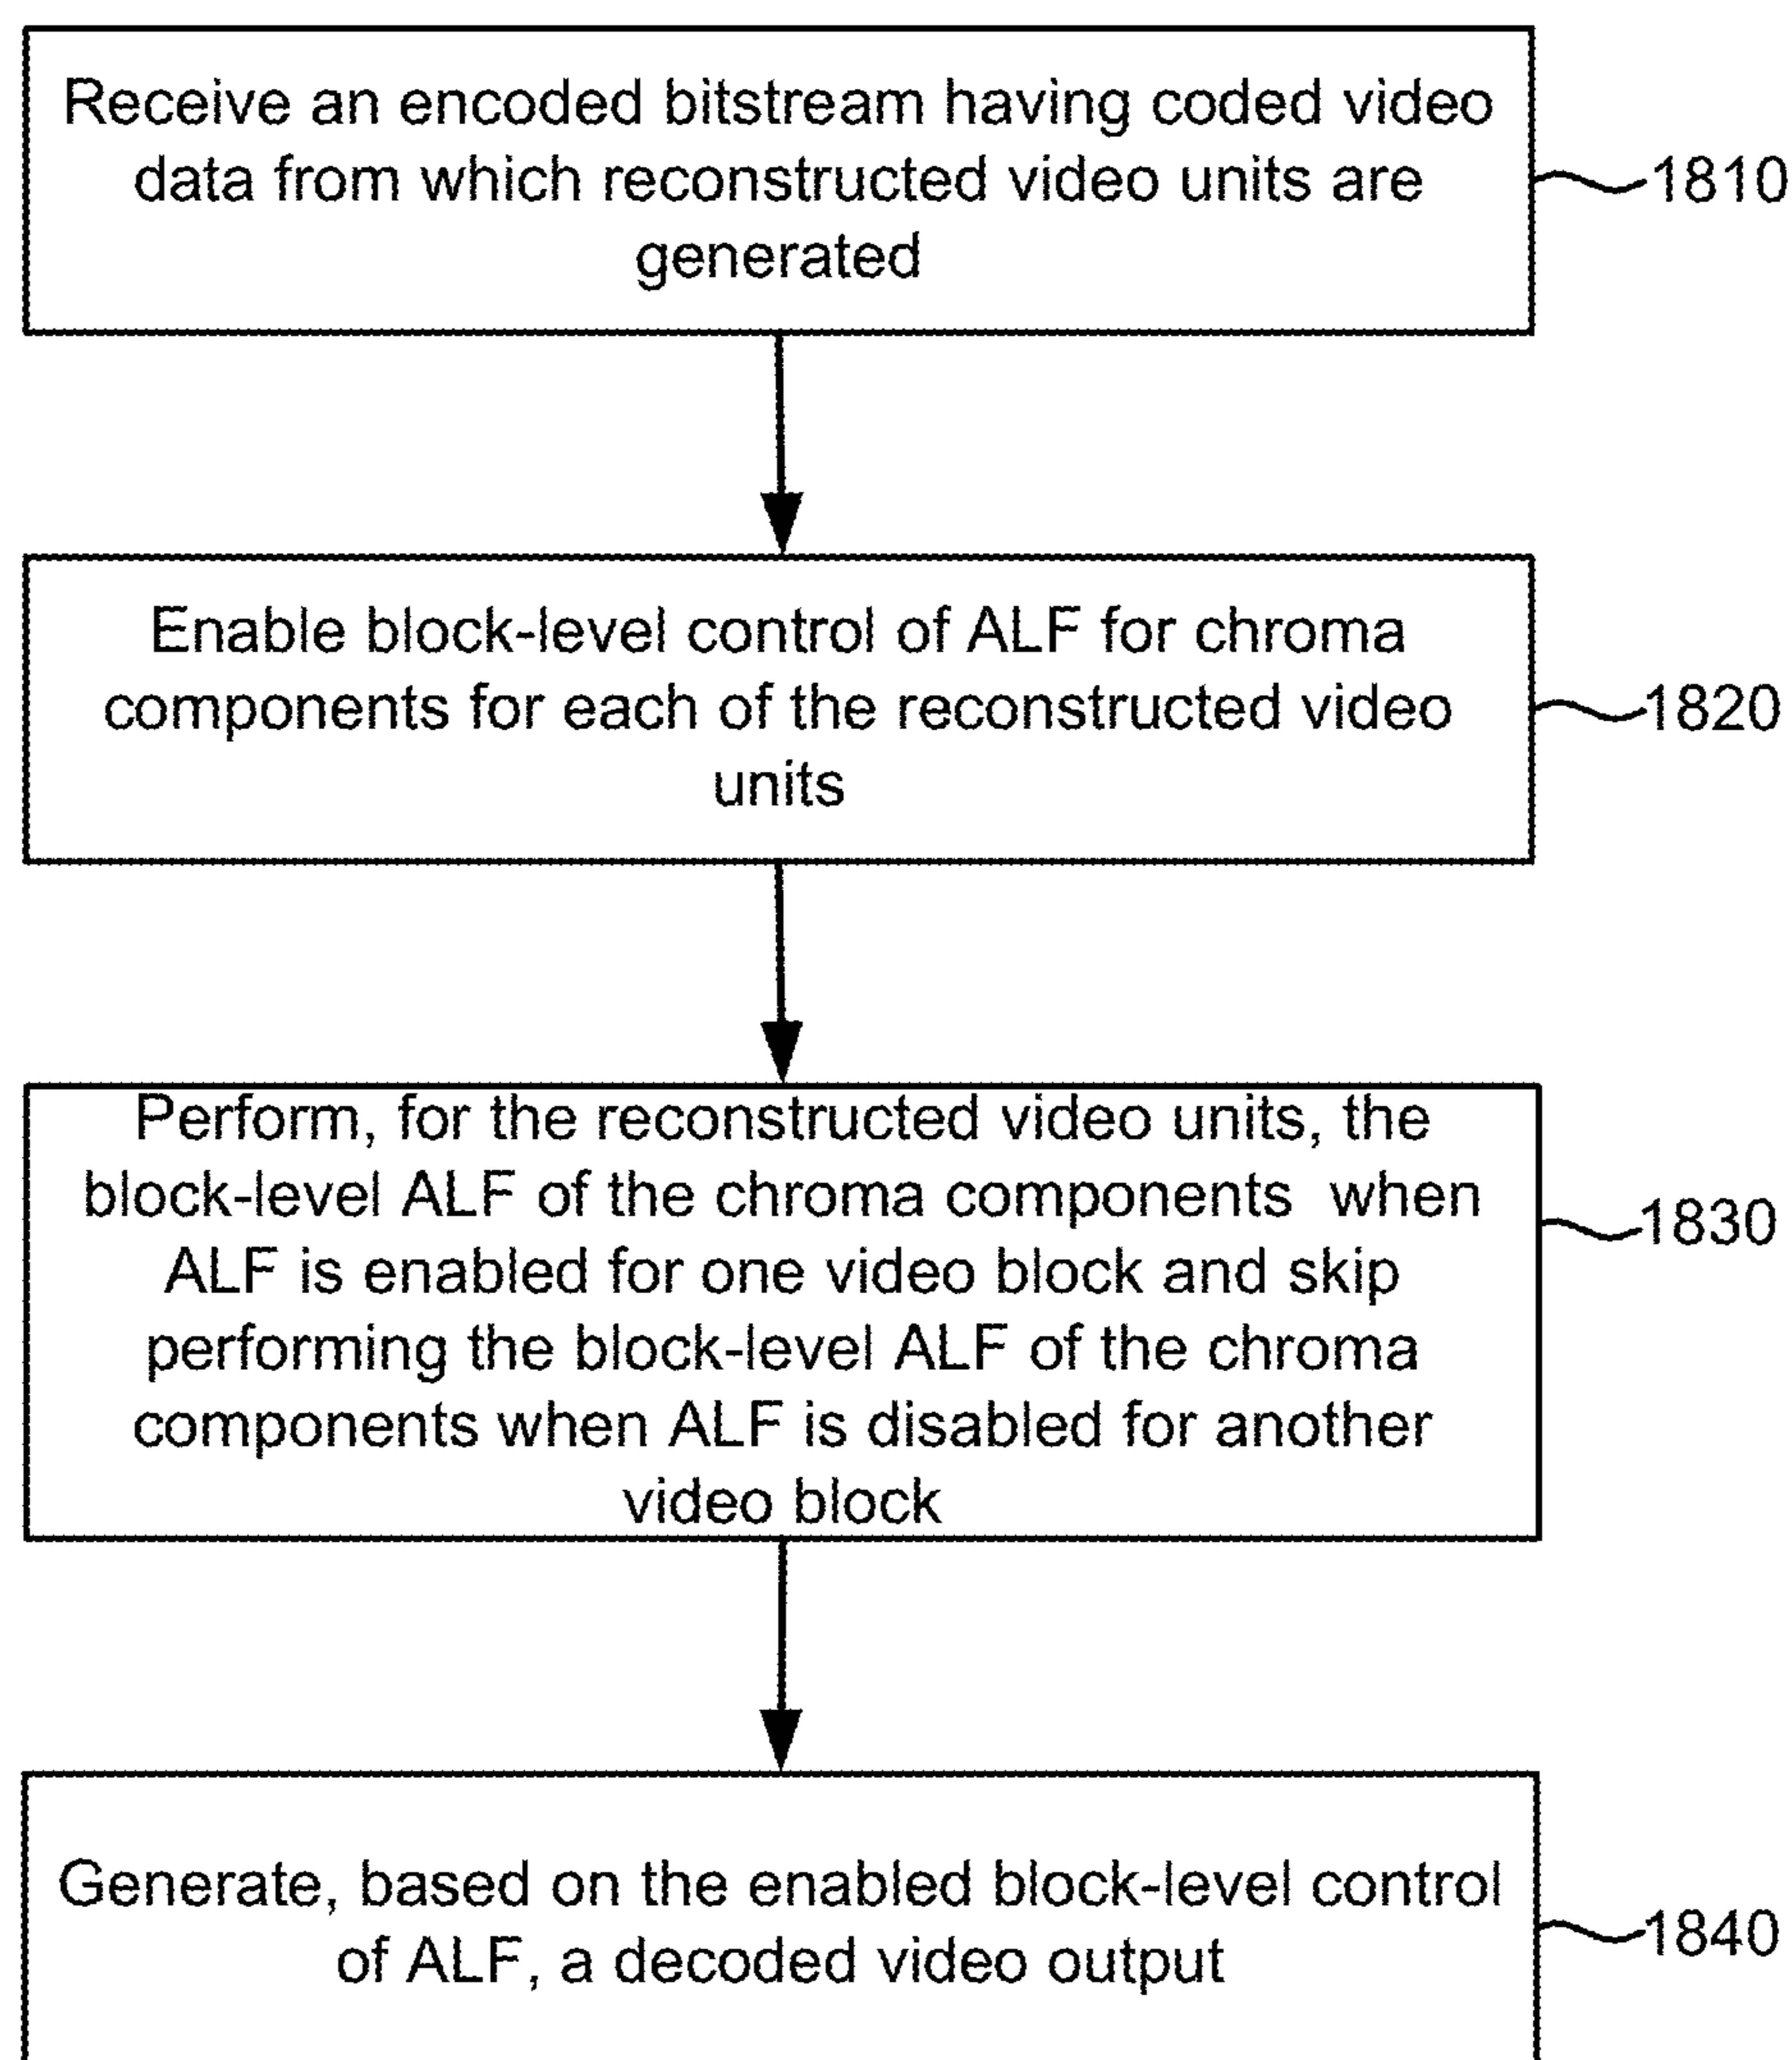 Receive an encoded bitstream having coded video
data from which reconstructed video units are
generated
1810
Enable block-level control of ALF for chroma
components for each of the reconstructed video
units
1820
Perform, for the reconstructed video units, the
block-level ALF of the chroma components when
ALF is enabled for one video block and skip
performing the block-level ALF of the chroma
components when ALF is disabled for another
video block
1830
Generate, based on the enabled block-level control
of ALF, a decoded video output
1840